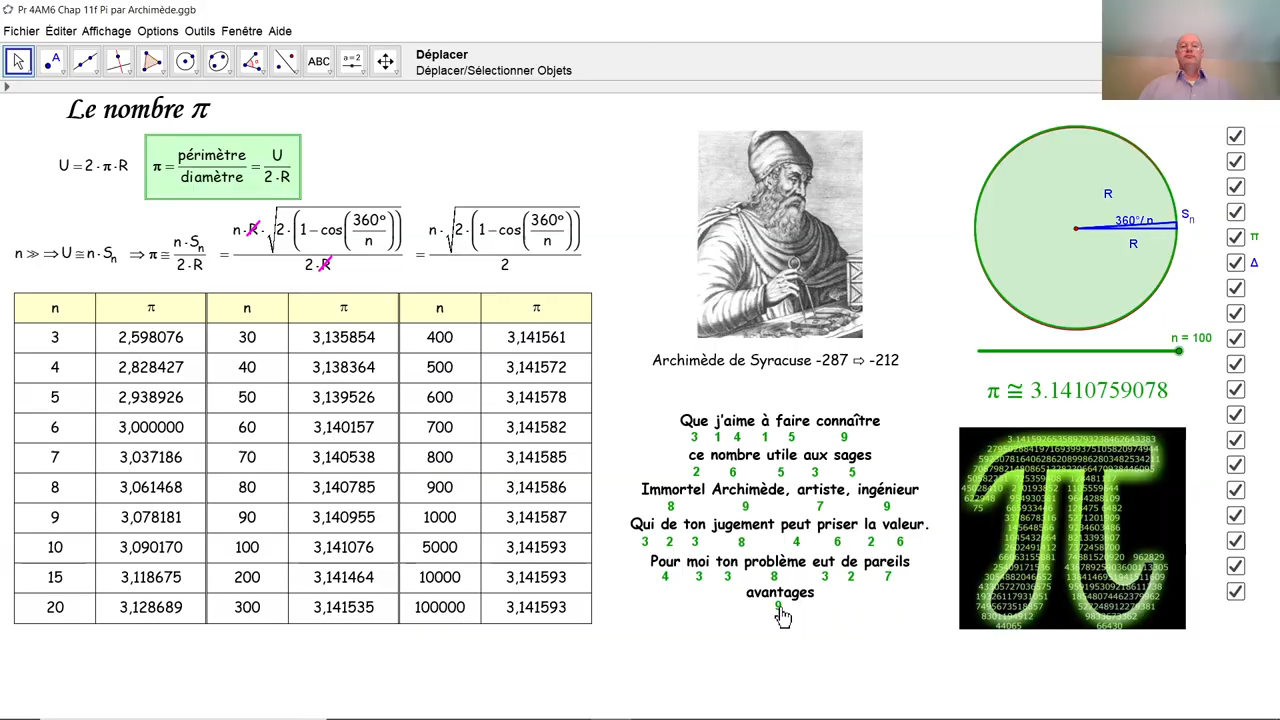 Pr 4AM6 Chap 11f Pi par Archimède.ggb
Fichier Éditer Affichage Options Outils Fenêtre Aide
A ABC a=2
Déplacer
Déplacer/Sélectionner Objets
Le nombre π
U = 2 · π · R π = périmètre / diamètre = U / 2 · R
n ≫ ⇒ U ≅ n · Sn ⇒ π ≅ n · Sn / 2 · R = n · R · √2 · (1 − cos(360° / n)) / 2 · R = n · √2 · (1 − cos(360° / n)) / 2
n π n π n π
3 2,598076 30 3,135854 400 3,141561
4 2,828427 40 3,138364 500 3,141572
5 2,938926 50 3,139526 600 3,141578
6 3,000000 60 3,140157 700 3,141582
7 3,037186 70 3,140538 800 3,141585
8 3,061468 80 3,140785 900 3,141586
9 3,078181 90 3,140955 1000 3,141587
10 3,090170 100 3,141076 5000 3,141593
15 3,118675 200 3,141464 10000 3,141593
20 3,128689 300 3,141535 100000 3,141593
Archimède de Syracuse -287 ⇨ -212
Que j'aime à faire connaître
3 1 4 1 5 9
ce nombre utile aux sages
2 6 5 3 5
Immortel Archimède, artiste, ingénieur
8 9 7 9
Qui de ton jugement peut priser la valeur.
3 2 3 8 4 6 2 6
Pour moi ton problème eut de pareils
4 3 3 8 3 2 7
avantages
9
R
360°/ n
Sn
R
n = 100
π ≅ 3.1410759078
π
Δ